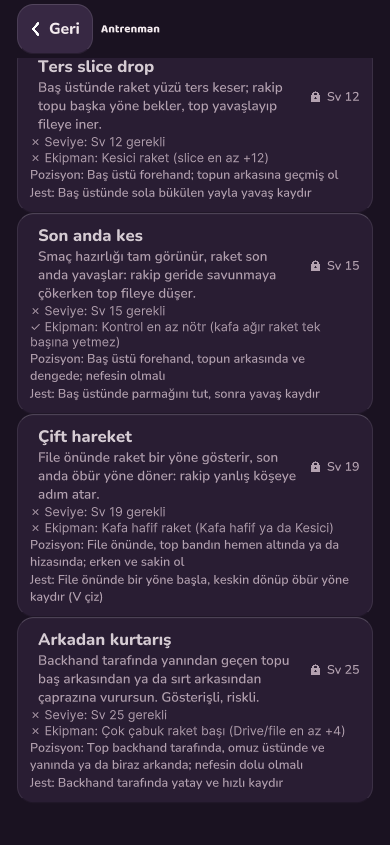 Geri
Antrenman
Ters slice drop
Baş üstünde raket yüzü ters keser; rakip
topu başka yöne bekler, top yavaşlayıp
fileye iner.
Sv 12
× Seviye: Sv 12 gerekli
× Ekipman: Kesici raket (slice en az +12)
Pozisyon: Baş üstü forehand; topun arkasına geçmiş ol
Jest: Baş üstünde sola bükülen yayla yavaş kaydır
Son anda kes
Smaç hazırlığı tam görünür, raket son
anda yavaşlar: rakip geride savunmaya
çökerken top fileye düşer.
Sv 15
× Seviye: Sv 15 gerekli
✓ Ekipman: Kontrol en az nötr (kafa ağır raket tek
başına yetmez)
Pozisyon: Baş üstü forehand, topun arkasında ve
dengede; nefesin olmalı
Jest: Baş üstünde parmağını tut, sonra yavaş kaydır
Çift hareket
File önünde raket bir yöne gösterir, son
anda öbür yöne döner: rakip yanlış köşeye
adım atar.
Sv 19
× Seviye: Sv 19 gerekli
× Ekipman: Kafa hafif raket (Kafa hafif ya da Kesici)
Pozisyon: File önünde, top bandın hemen altında ya da
hizasında; erken ve sakin ol
Jest: File önünde bir yöne başla, keskin dönüp öbür yöne
kaydır (V çiz)
Arkadan kurtarış
Backhand tarafında yanından geçen topu
baş arkasından ya da sırt arkasından
çaprazına vurursun. Gösterişli, riskli.
Sv 25
× Seviye: Sv 25 gerekli
× Ekipman: Çok çabuk raket başı (Drive/file en az +4)
Pozisyon: Top backhand tarafında, omuz üstünde ve
yanında ya da biraz arkanda; nefesin dolu olmalı
Jest: Backhand tarafında yatay ve hızlı kaydır